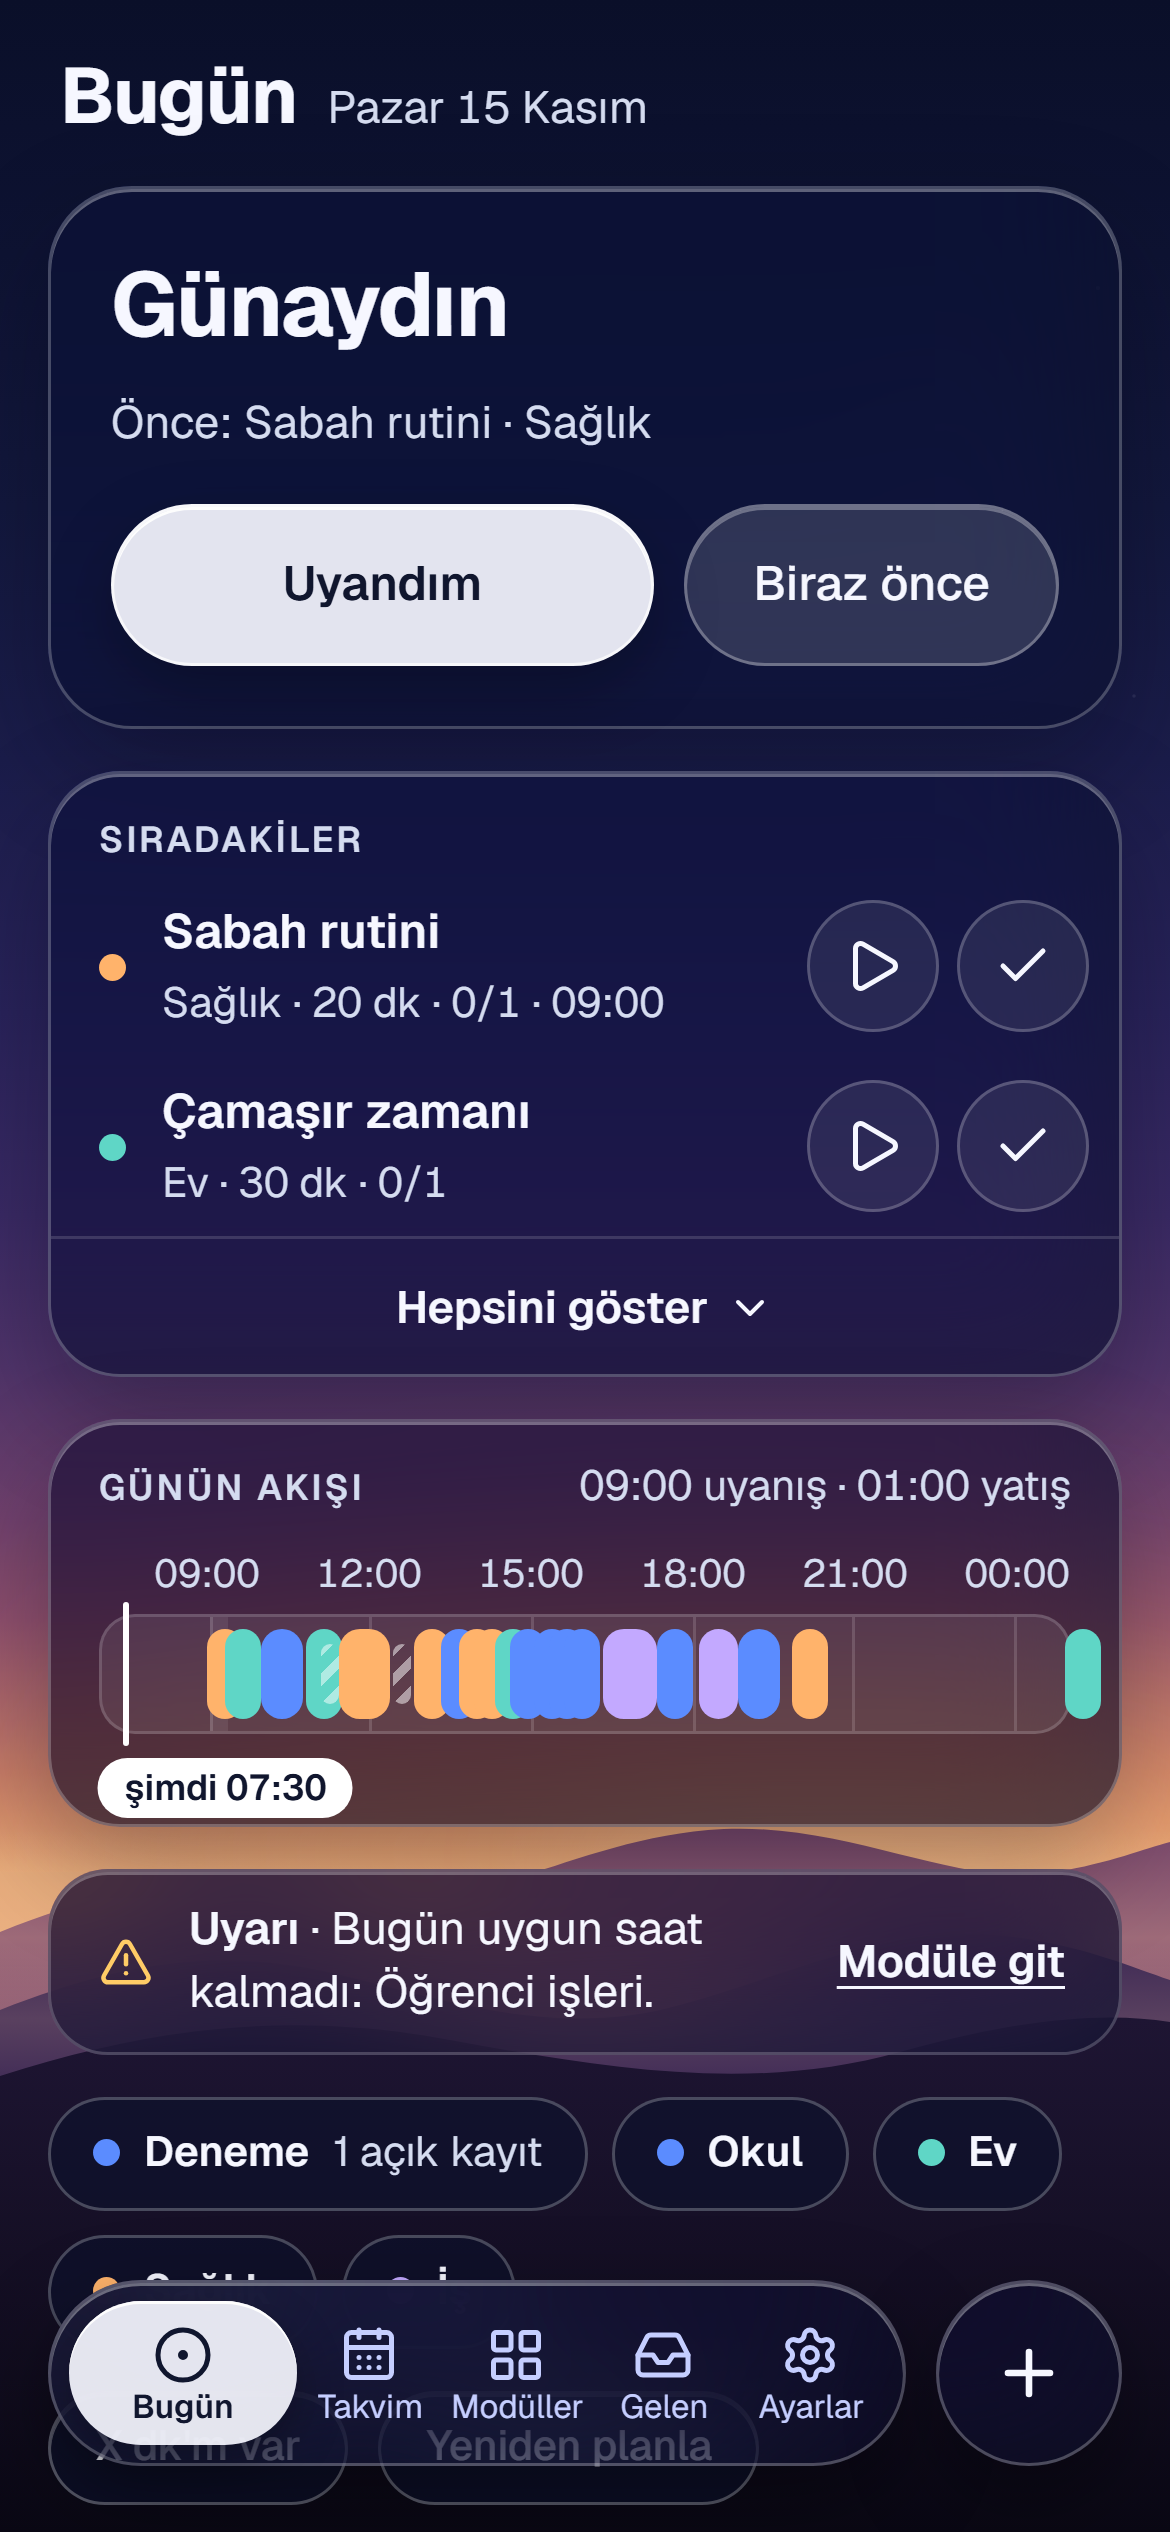 Bugün Pazar 15 Kasım
Günaydın
Önce: Sabah rutini · Sağlık
Uyandım Biraz önce
SIRADAKİLER
Sabah rutini
Sağlık · 20 dk · 0/1 · 09:00
Çamaşır zamanı
Ev · 30 dk · 0/1
Hepsini göster
GÜNÜN AKIŞI 09:00 uyanış · 01:00 yatış
09:00 12:00 15:00 18:00 21:00 00:00
şimdi 07:30
Uyarı · Bugün uygun saat
kalmadı: Öğrenci işleri.
Modüle git
Deneme 1 açık kayıt Okul Ev
Bugün Takvim Modüller Gelen Ayarlar
X dk'm var Yeniden planla